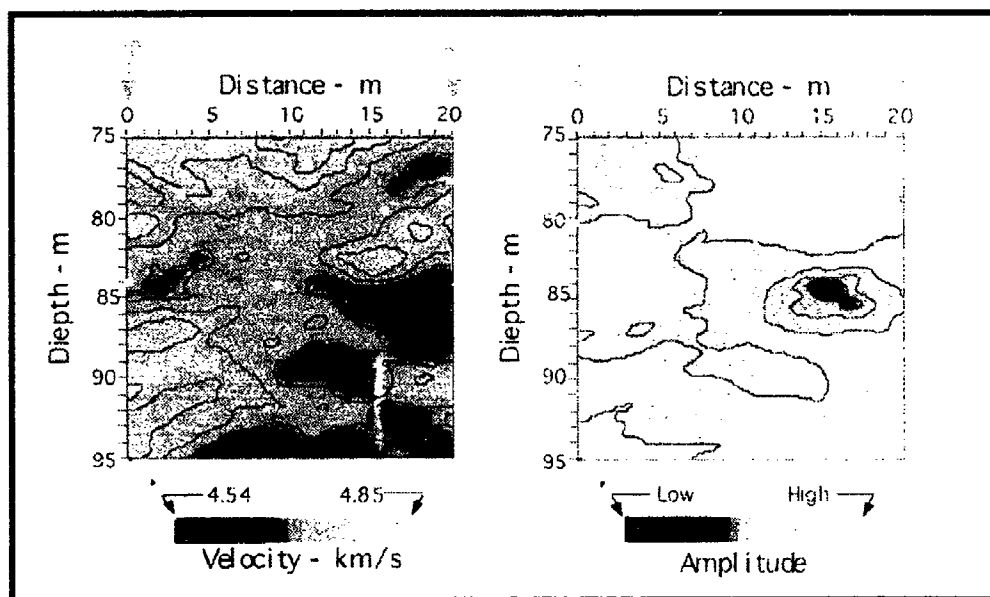 Distance - m
0 5 10 15 20
75
80
85
90
95
Diepth - m
4.54 4.85
Velocity - km/s
Distance - m
0 5 10 15 20
75
80
85
90
95
Diepth - m
Low High
Amplitude